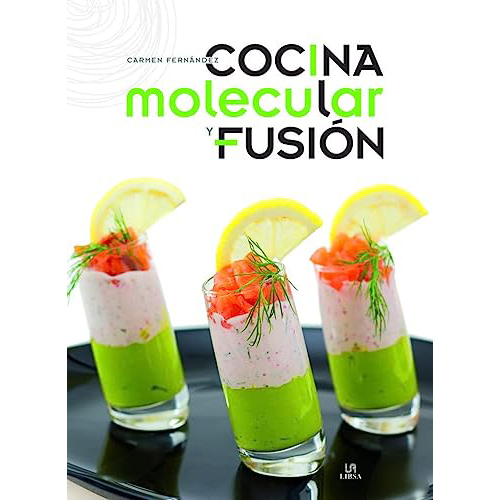 CARMEN FERNÁNDEZ
COCINA
molecular
Y FUSIÓN
LIBSA